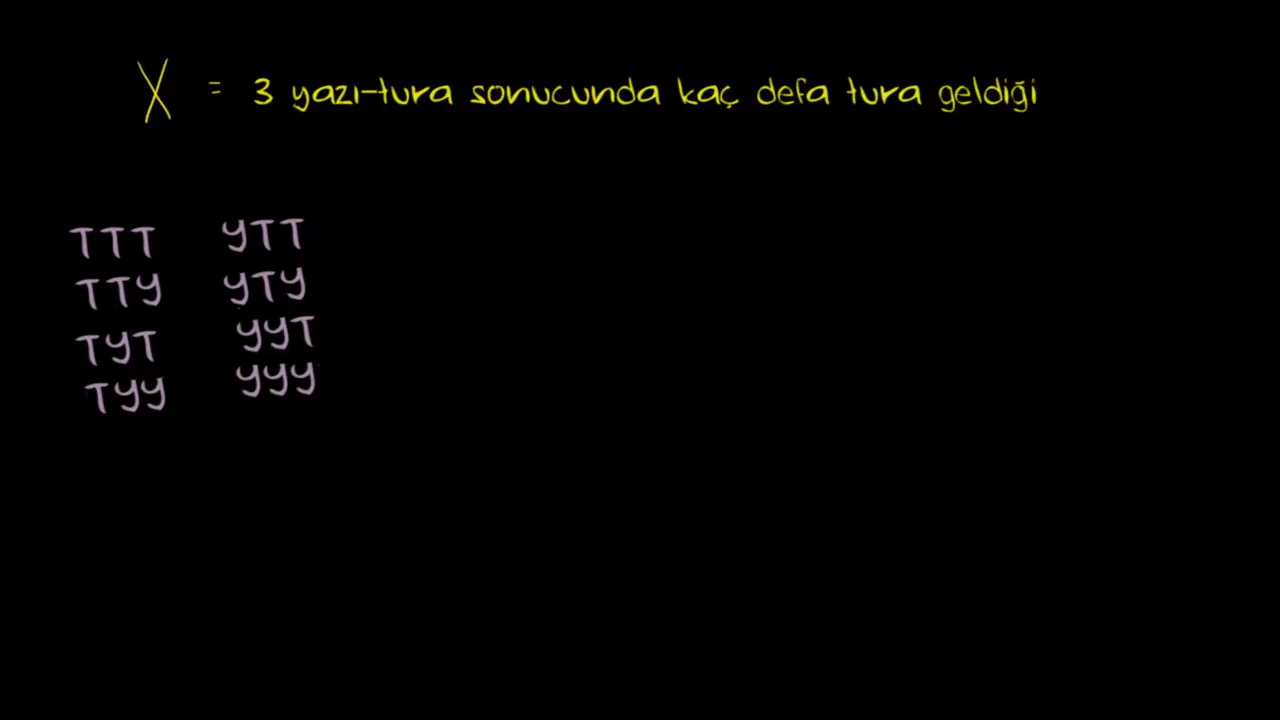 X = 3 yazı-tura sonucunda kaç defa tura geldiği
TTT YTT
TTY YTY
TYT YYT
TYY YYY